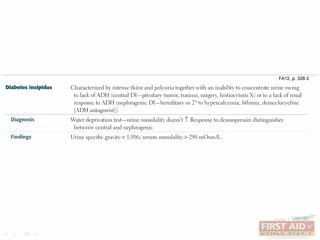 FA12, p. 328.3
Diabetes insipidus Characterized by intense thirst and polyuria together with an inability to concentrate urine owing
to lack of ADH (central DI—pituitary tumor, trauma, surgery, histiocytosis X) or to a lack of renal
response to ADH (nephrogenic DI—hereditary or 2° to hypercalcemia, lithium, demeclocycline
[ADH antagonist]).
Diagnosis Water deprivation test—urine osmolality doesn't ↑. Response to desmopressin distinguishes
between central and nephrogenic.
Findings Urine specific gravity < 1.006; serum osmolality > 290 mOsm/L.
FIRST AID